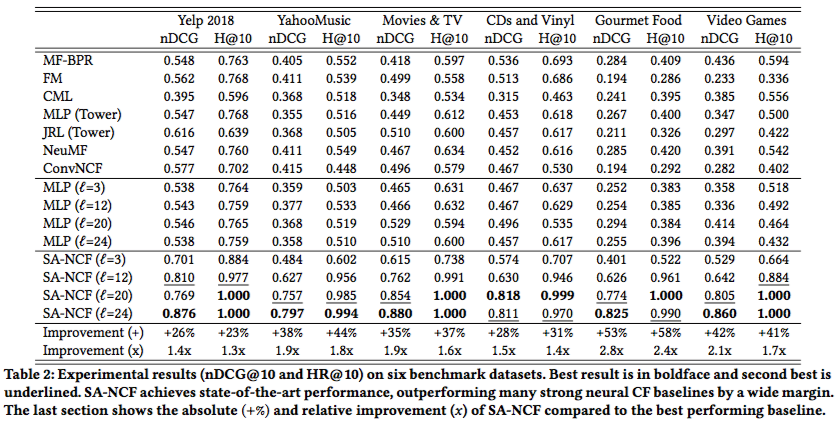 Yelp 2018 YahooMusic Movies & TV CDs and Vinyl Gourmet Food Video Games
nDCG H@10 nDCG H@10 nDCG H@10 nDCG H@10 nDCG H@10 nDCG H@10
MF-BPR 0.548 0.763 0.405 0.552 0.418 0.597 0.536 0.693 0.284 0.409 0.436 0.594
FM 0.562 0.768 0.411 0.539 0.499 0.558 0.513 0.686 0.194 0.286 0.233 0.336
CML 0.395 0.596 0.368 0.518 0.348 0.534 0.315 0.463 0.241 0.395 0.385 0.556
MLP (Tower) 0.547 0.768 0.355 0.516 0.449 0.612 0.453 0.618 0.267 0.400 0.347 0.500
JRL (Tower) 0.616 0.639 0.368 0.505 0.510 0.600 0.457 0.617 0.211 0.326 0.297 0.422
NeuMF 0.547 0.760 0.411 0.549 0.467 0.634 0.452 0.616 0.285 0.420 0.391 0.542
ConvNCF 0.577 0.702 0.415 0.448 0.496 0.579 0.467 0.530 0.194 0.292 0.282 0.402
MLP (ℓ=3) 0.538 0.764 0.359 0.503 0.465 0.631 0.467 0.637 0.252 0.383 0.358 0.518
MLP (ℓ=12) 0.543 0.759 0.377 0.533 0.466 0.631 0.467 0.629 0.254 0.385 0.336 0.492
MLP (ℓ=20) 0.546 0.765 0.368 0.519 0.529 0.594 0.496 0.535 0.294 0.384 0.414 0.464
MLP (ℓ=24) 0.538 0.759 0.358 0.510 0.510 0.600 0.457 0.617 0.255 0.396 0.394 0.432
SA-NCF (ℓ=3) 0.701 0.884 0.484 0.602 0.615 0.738 0.574 0.707 0.401 0.522 0.529 0.664
SA-NCF (ℓ=12) 0.810 0.977 0.627 0.956 0.762 0.991 0.630 0.946 0.626 0.961 0.642 0.884
SA-NCF (ℓ=20) 0.769 1.000 0.757 0.985 0.854 1.000 0.818 0.999 0.774 1.000 0.805 1.000
SA-NCF (ℓ=24) 0.876 1.000 0.797 0.994 0.880 1.000 0.811 0.970 0.825 0.990 0.860 1.000
Improvement (+) +26% +23% +38% +44% +35% +37% +28% +31% +53% +58% +42% +41%
Improvement (x) 1.4x 1.3x 1.9x 1.8x 1.9x 1.6x 1.5x 1.4x 2.8x 2.4x 2.1x 1.7x
Table 2: Experimental results (nDCG@10 and HR@10) on six benchmark datasets. Best result is in boldface and second best is
underlined. SA-NCF achieves state-of-the-art performance, outperforming many strong neural CF baselines by a wide margin.
The last section shows the absolute (+%) and relative improvement (x) of SA-NCF compared to the best performing baseline.